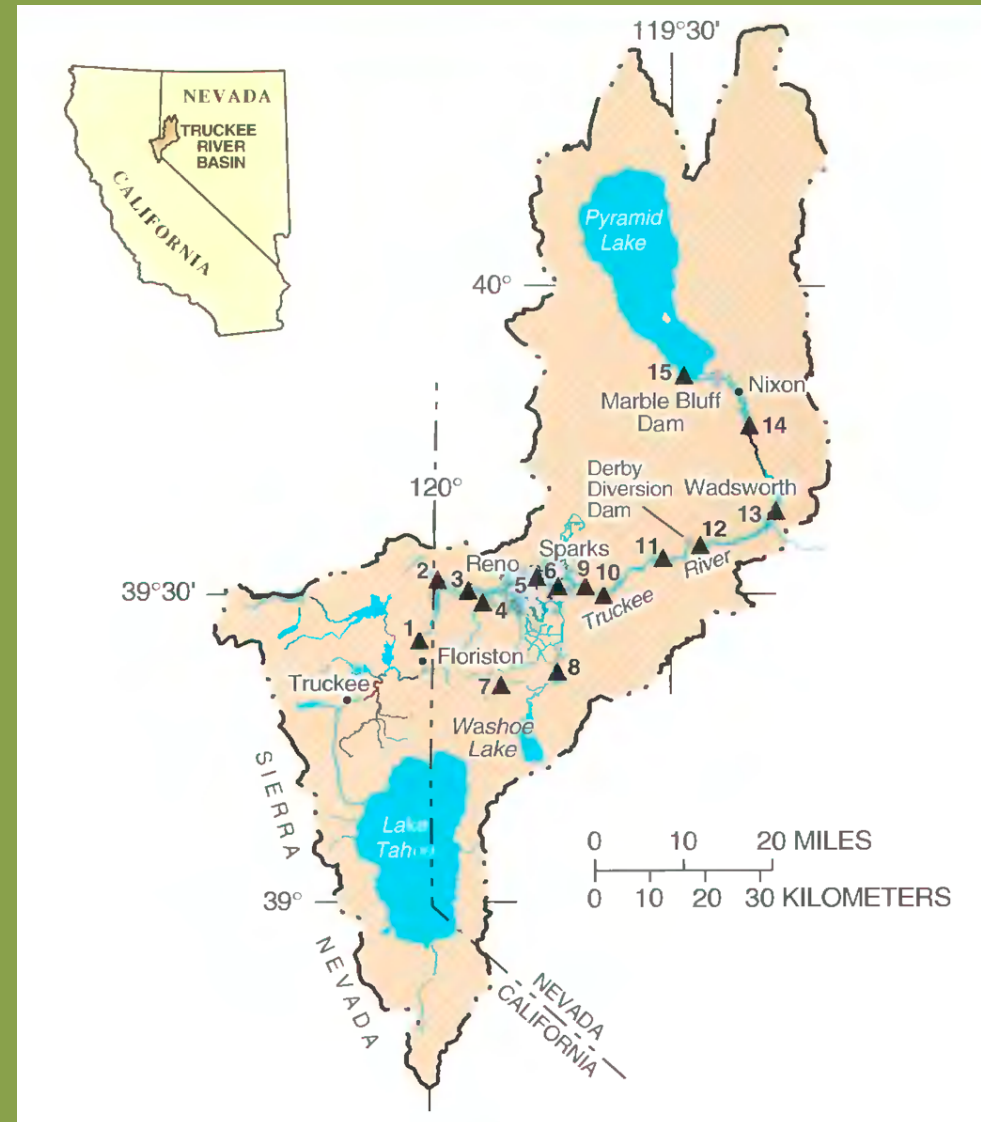 119°30'
NEVADA
TRUCKEE
RIVER
BASIN
CALIFORNIA
Pyramid
Lake
40°
15
Nixon
Marble Bluff
Dam
14
Derby
Diversion
Dam
Wadsworth
120°
13
12
11
River
Sparks
Reno
2
3
5
6
9
10
39°30'
4
Truckee
1
Floriston
8
Truckee
7
Washoe
Lake
SIERRA
Lake
Tahoe
0 10 20 MILES
0 10 20 30 KILOMETERS
39°
NEVADA
NEVADA
CALIFORNIA